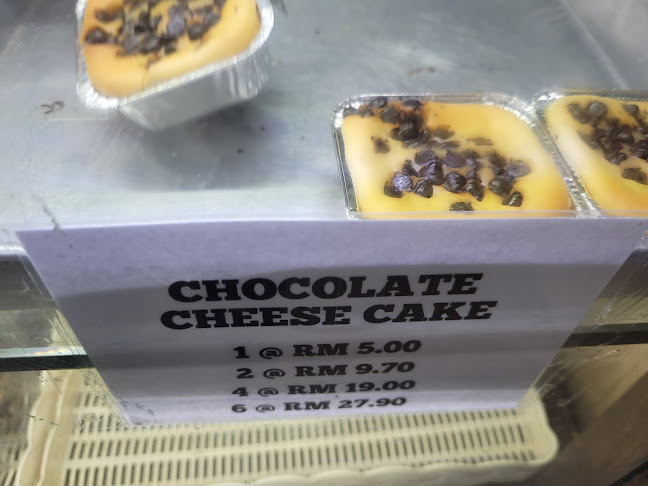 CHOCOLATE
CHEESE CAKE
1 @ RM 5.00
2 @ RM 9.70
4 @ RM 19.00
6 @ RM 27.90